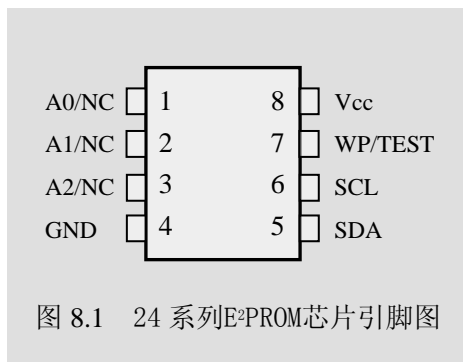 A0/NC 1 8 Vcc
A1/NC 2 7 WP/TEST
A2/NC 3 6 SCL
GND 4 5 SDA
图 8.1 24 系列E²PROM芯片引脚图